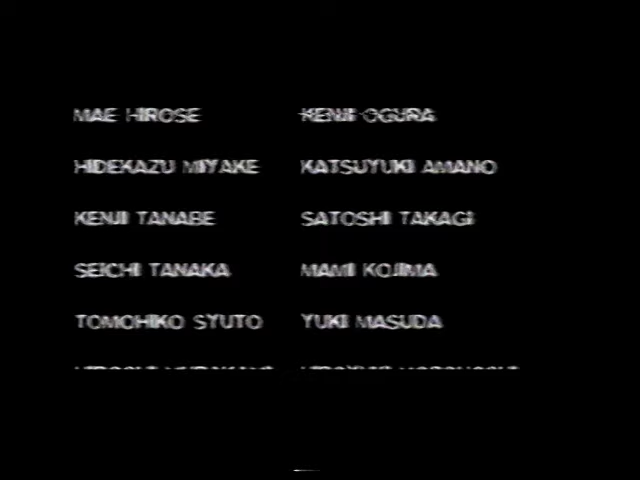 MAE HIROSE KENJI OGURA
HIDEKAZU MIYAKE KATSUYUKI AMANO
KENJI TANABE SATOSHI TAKAGI
SEICHI TANAKA MAMI KOJIMA
TOMOHIKO SYUTO YUKI MASUDA